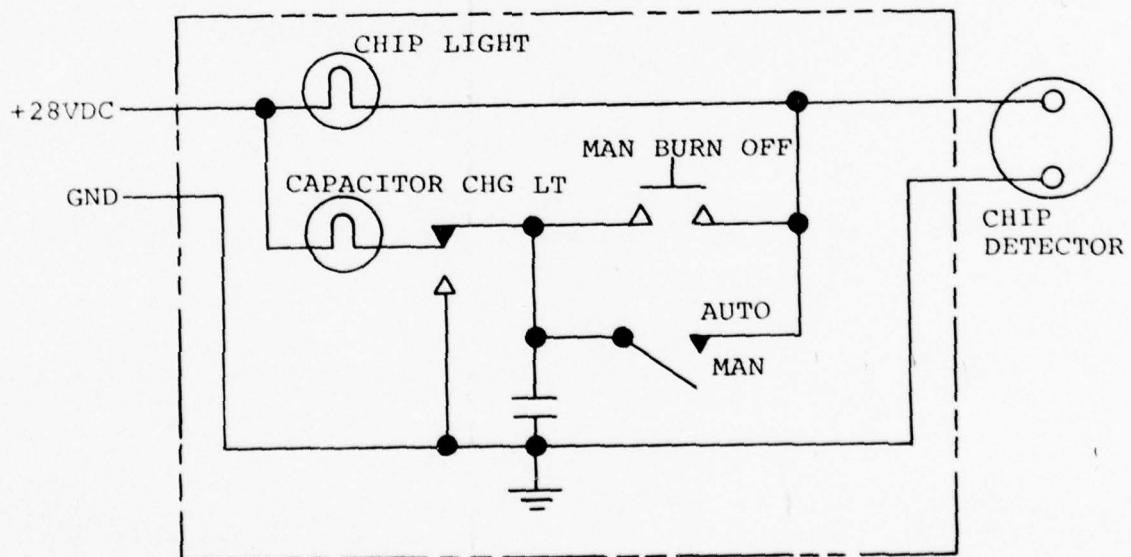 CHIP LIGHT
+28VDC
MAN BURN OFF
CAPACITOR CHG LT
GND
CHIP
DETECTOR
AUTO
MAN